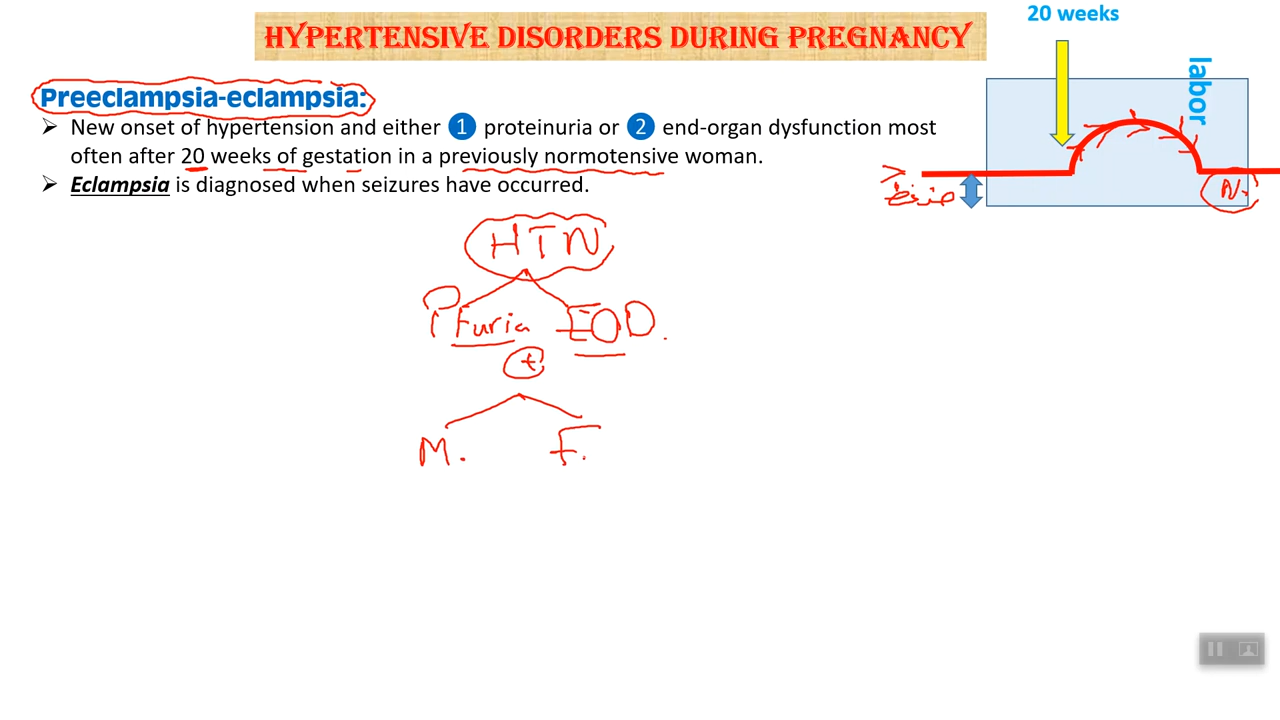 HYPERTENSIVE DISORDERS DURING PREGNANCY
20 weeks
labor
Preeclampsia-eclampsia:
➢ New onset of hypertension and either 1 proteinuria or 2 end-organ dysfunction most
often after 20 weeks of gestation in a previously normotensive woman.
➢ Eclampsia is diagnosed when seizures have occurred.
ضغط
N.
HTN
EOD.
+
M. F.